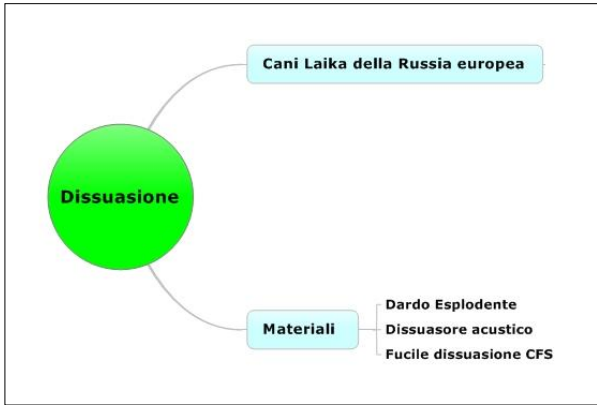 Cani Laika della Russia europea
Dissuasione
Materiali
Dardo Esplodente
Dissuasore acustico
Fucile dissuasione CFS